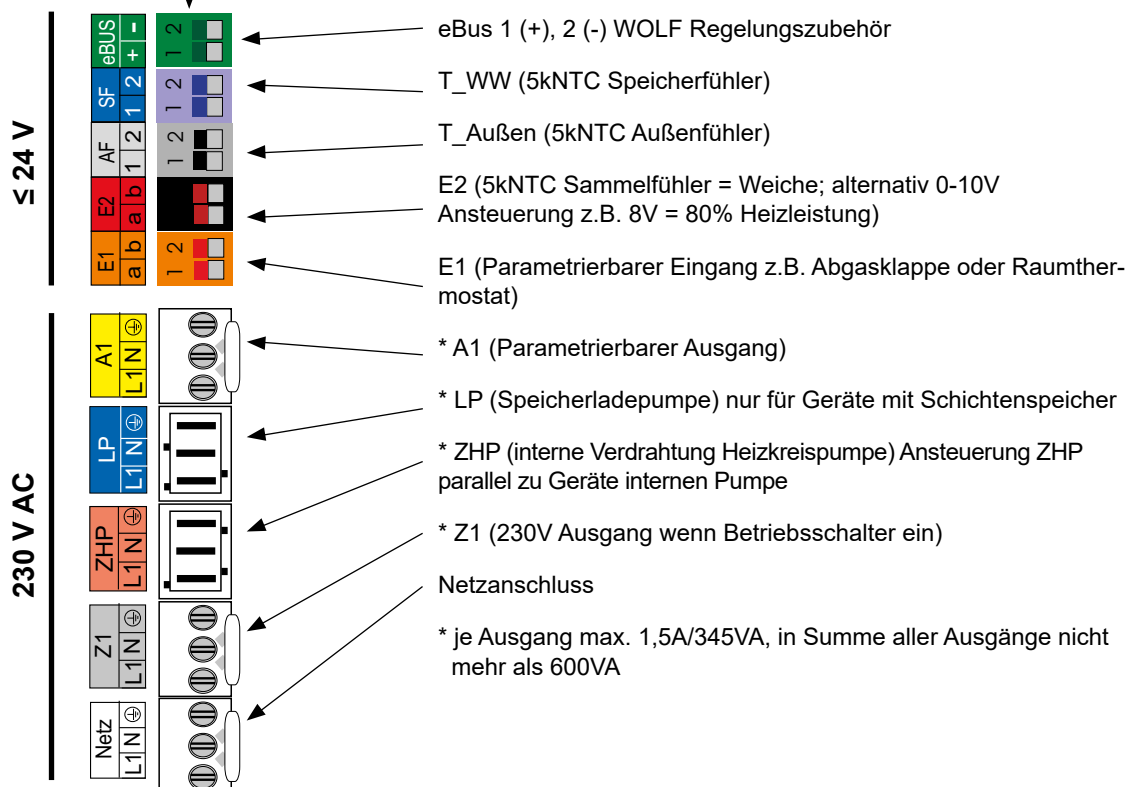 ≤ 24 V
eBUS
+ -
1 2
eBus 1 (+), 2 (-) WOLF Regelungszubehör
SF
1 2
1 2
T_WW (5kNTC Speicherfühler)
AF
1 2
1 2
T_Außen (5kNTC Außenfühler)
E2
a b
E2 (5kNTC Sammelfühler = Weiche; alternativ 0-10V
Ansteuerung z.B. 8V = 80% Heizleistung)
E1
a b
1 2
E1 (Parametrierbarer Eingang z.B. Abgasklappe oder Raumther-
mostat)
230 V AC
A1
L1 N
* A1 (Parametrierbarer Ausgang)
LP
L1 N
* LP (Speicherladepumpe) nur für Geräte mit Schichtenspeicher
ZHP
L1 N
* ZHP (interne Verdrahtung Heizkreispumpe) Ansteuerung ZHP
parallel zu Geräte internen Pumpe
Z1
L1 N
* Z1 (230V Ausgang wenn Betriebsschalter ein)
Netz
L1 N
Netzanschluss
* je Ausgang max. 1,5A/345VA, in Summe aller Ausgänge nicht
mehr als 600VA